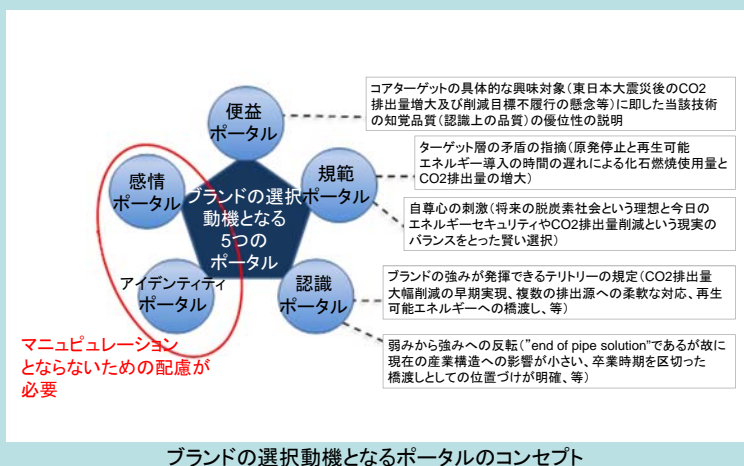 便益
ポータル
感情
ポータル
ブランドの選択
動機となる
5つの
ポータル
規範
ポータル
アイデンティティ
ポータル
認識
ポータル
コアターゲットの具体的な興味対象(東日本大震災後のCO2
排出量増大及び削減目標不履行の懸念等)に即した当該技術
の知覚品質(認識上の品質)の優位性の説明
ターゲット層の矛盾の指摘(原発停止と再生可能
エネルギー導入の時間の遅れによる化石燃焼使用量と
CO2排出量の増大)
自尊心の刺激(将来の脱炭素社会という理想と今日の
エネルギーセキュリティやCO2排出量削減という現実の
バランスをとった賢い選択)
ブランドの強みが発揮できるテリトリーの規定(CO2排出量
大幅削減の早期実現、複数の排出源への柔軟な対応、再生
可能エネルギーへの橋渡し、等)
弱みから強みへの反転("end of pipe solution"であるが故に
現在の産業構造への影響が小さい、卒業時期を区切った
橋渡しとしての位置づけが明確、等)
マニュピュレーション
とならないための配慮が
必要
ブランドの選択動機となるポータルのコンセプト